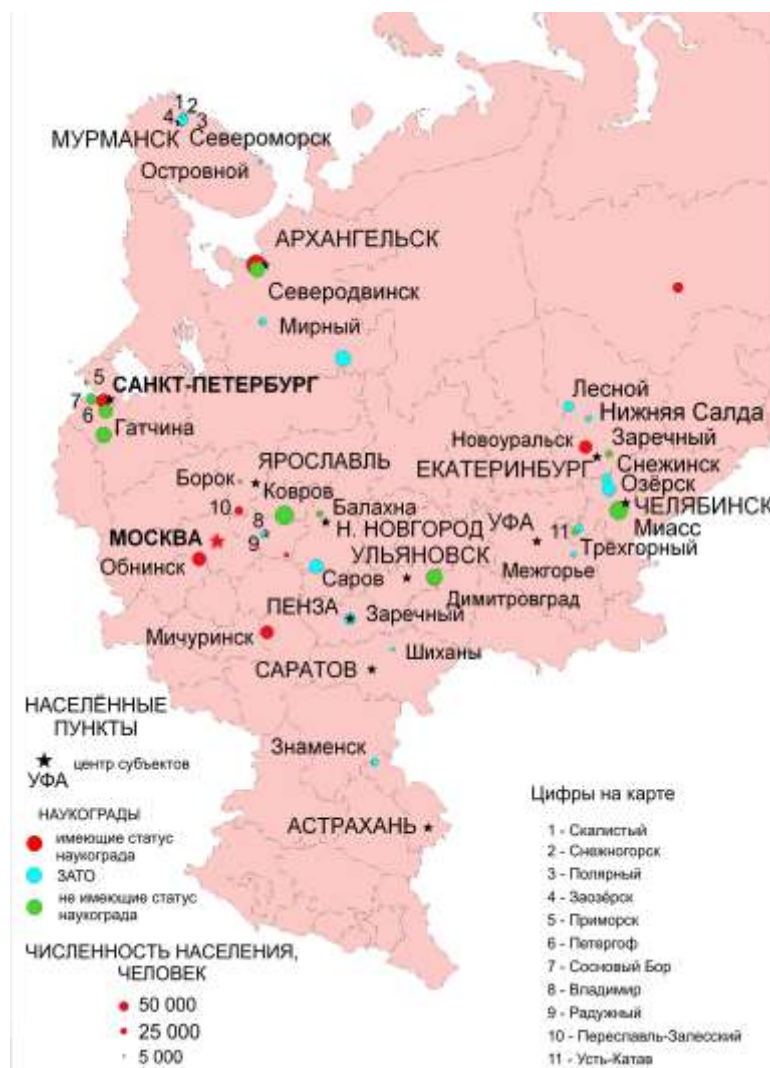 1 2
4 3
МУРМАНСК Североморск
Островной
АРХАНГЕЛЬСК
Северодвинск
Мирный
5 САНКТ-ПЕТЕРБУРГ
7
6
Гатчина
Лесной
Нижняя Салда
Новоуральск Заречный
ЕКАТЕРИНБУРГ Снежинск
Озёрск
ЯРОСЛАВЛЬ
Борок
Ковров
10
8 Балахна
Н. НОВГОРОД
9
МОСКВА
УФА
ЧЕЛЯБИНСК
Миасс
11
Трёхгорный
УЛЬЯНОВСК
Обнинск
Саров
Межгорье
Димитровград
ПЕНЗА Заречный
Мичуринск
Шиханы
САРАТОВ
Знаменск
АСТРАХАНЬ
НАСЕЛЁННЫЕ
ПУНКТЫ
центр субъектов
УФА
НАУКОГРАДЫ
имеющие статус
наукограда
ЗАТО
не имеющие статус
наукограда
ЧИСЛЕННОСТЬ НАСЕЛЕНИЯ,
ЧЕЛОВЕК
50 000
25 000
5 000
Цифры на карте
1 - Скалистый
2 - Снежногорск
3 - Полярный
4 - Заозёрск
5 - Приморск
6 - Петергоф
7 - Сосновый Бор
8 - Владимир
9 - Радужный
10 - Переславль-Залесский
11 - Усть-Катав